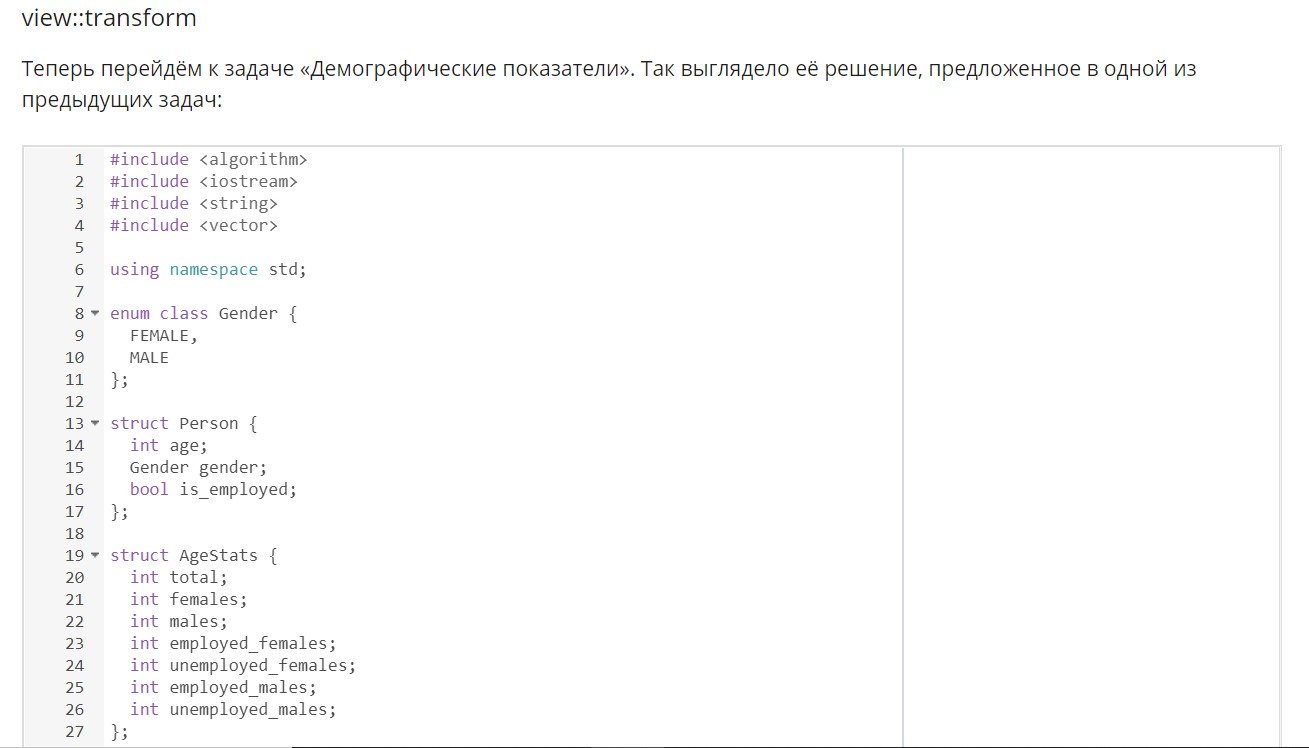 view::transform
Теперь перейдём к задаче «Демографические показатели». Так выглядело её решение, предложенное в одной из
предыдущих задач:
1 #include <algorithm>
2 #include <iostream>
3 #include <string>
4 #include <vector>
5
6 using namespace std;
7
8 enum class Gender {
9 FEMALE,
10 MALE
11 };
12
13 struct Person {
14 int age;
15 Gender gender;
16 bool is_employed;
17 };
18
19 struct AgeStats {
20 int total;
21 int females;
22 int males;
23 int employed_females;
24 int unemployed_females;
25 int employed_males;
26 int unemployed_males;
27 };